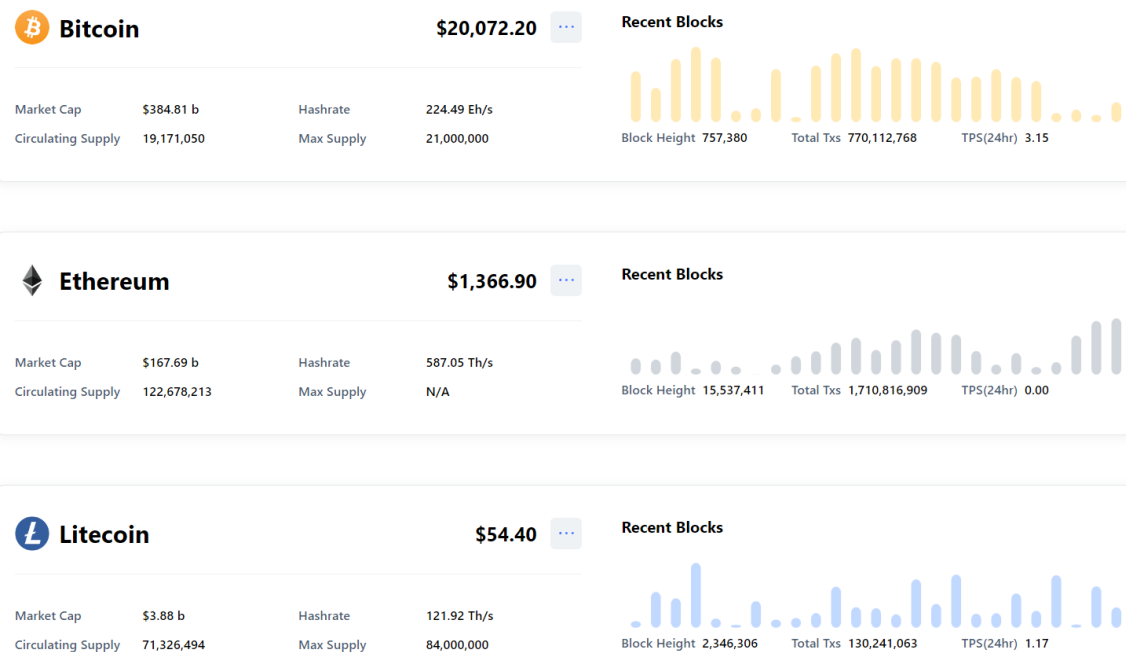 Bitcoin $20,072.20 ...
Market Cap $384.81 b Hashrate 224.49 Eh/s
Circulating Supply 19,171,050 Max Supply 21,000,000
Recent Blocks
Block Height 757,380 Total Txs 770,112,768 TPS(24hr) 3.15
Ethereum $1,366.90 ...
Market Cap $167.69 b Hashrate 587.05 Th/s
Circulating Supply 122,678,213 Max Supply N/A
Recent Blocks
Block Height 15,537,411 Total Txs 1,710,816,909 TPS(24hr) 0.00
Litecoin $54.40 ...
Market Cap $3.88 b Hashrate 121.92 Th/s
Circulating Supply 71,326,494 Max Supply 84,000,000
Recent Blocks
Block Height 2,346,306 Total Txs 130,241,063 TPS(24hr) 1.17